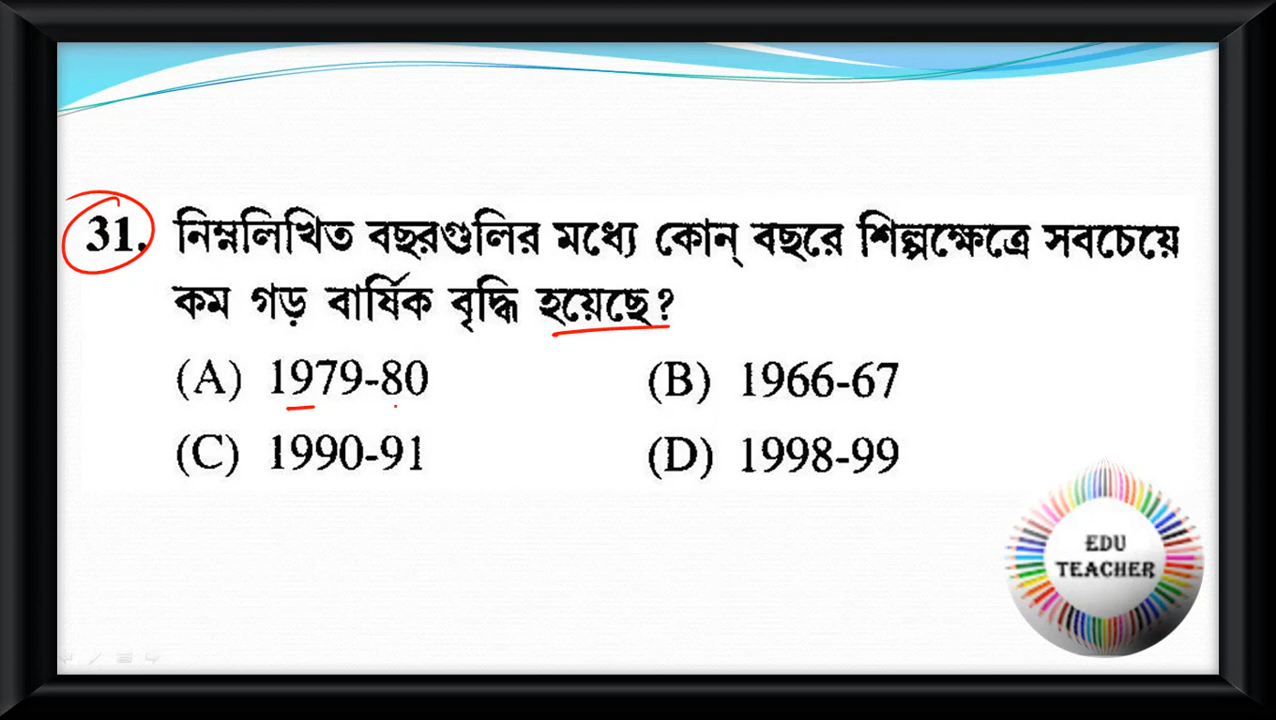 31. নিম্নলিখিত বছরগুলির মধ্যে কোন্ বছরে শিল্পক্ষেত্রে সবচেয়ে
কম গড় বার্ষিক বৃদ্ধি হয়েছে?
(A) 1979-80 (B) 1966-67
(C) 1990-91 (D) 1998-99
EDU
TEACHER